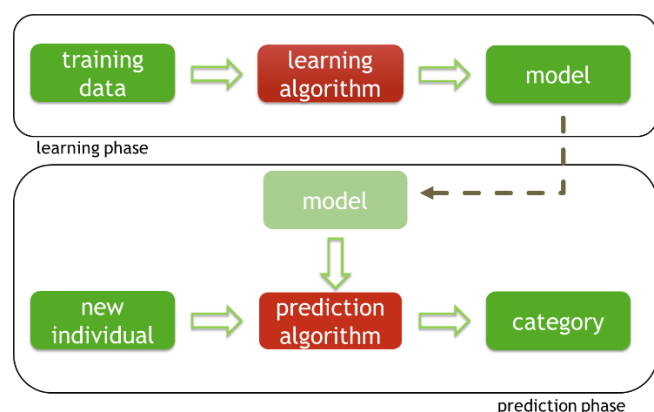 training
data
learning
algorithm
model
learning phase
model
new
individual
prediction
algorithm
category
prediction phase